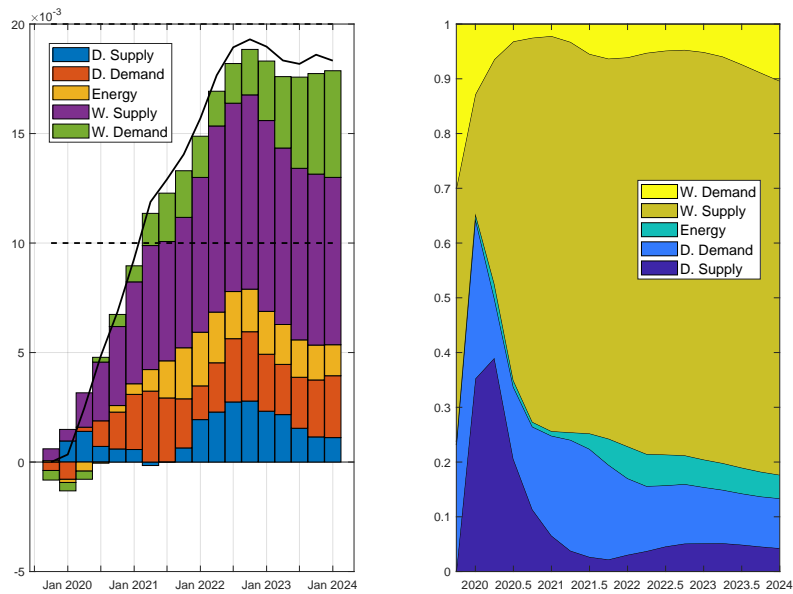 20
×10⁻³
15
10
5
0
-5
D. Supply
D. Demand
Energy
W. Supply
W. Demand
Jan 2020
Jan 2021
Jan 2022
Jan 2023
Jan 2024
1
0.9
0.8
0.7
0.6
0.5
0.4
0.3
0.2
0.1
0
W. Demand
W. Supply
Energy
D. Demand
D. Supply
2020
2020.5
2021
2021.5
2022
2022.5
2023
2023.5
2024